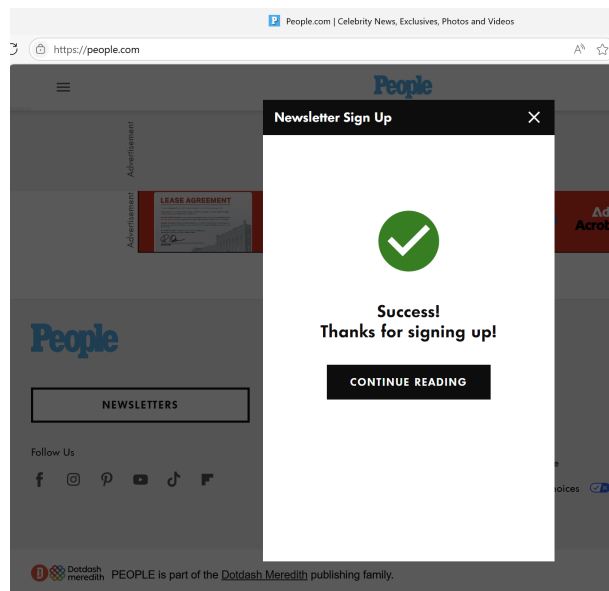 People.com | Celebrity News, Exclusives, Photos and Videos
https://people.com
People
Newsletter Sign Up
Advertisement
Advertisement
LEASE AGREEMENT
Success!
Thanks for signing up!
CONTINUE READING
People
NEWSLETTERS
Follow Us
Dotdash
meredith
PEOPLE is part of the Dotdash Meredith publishing family.